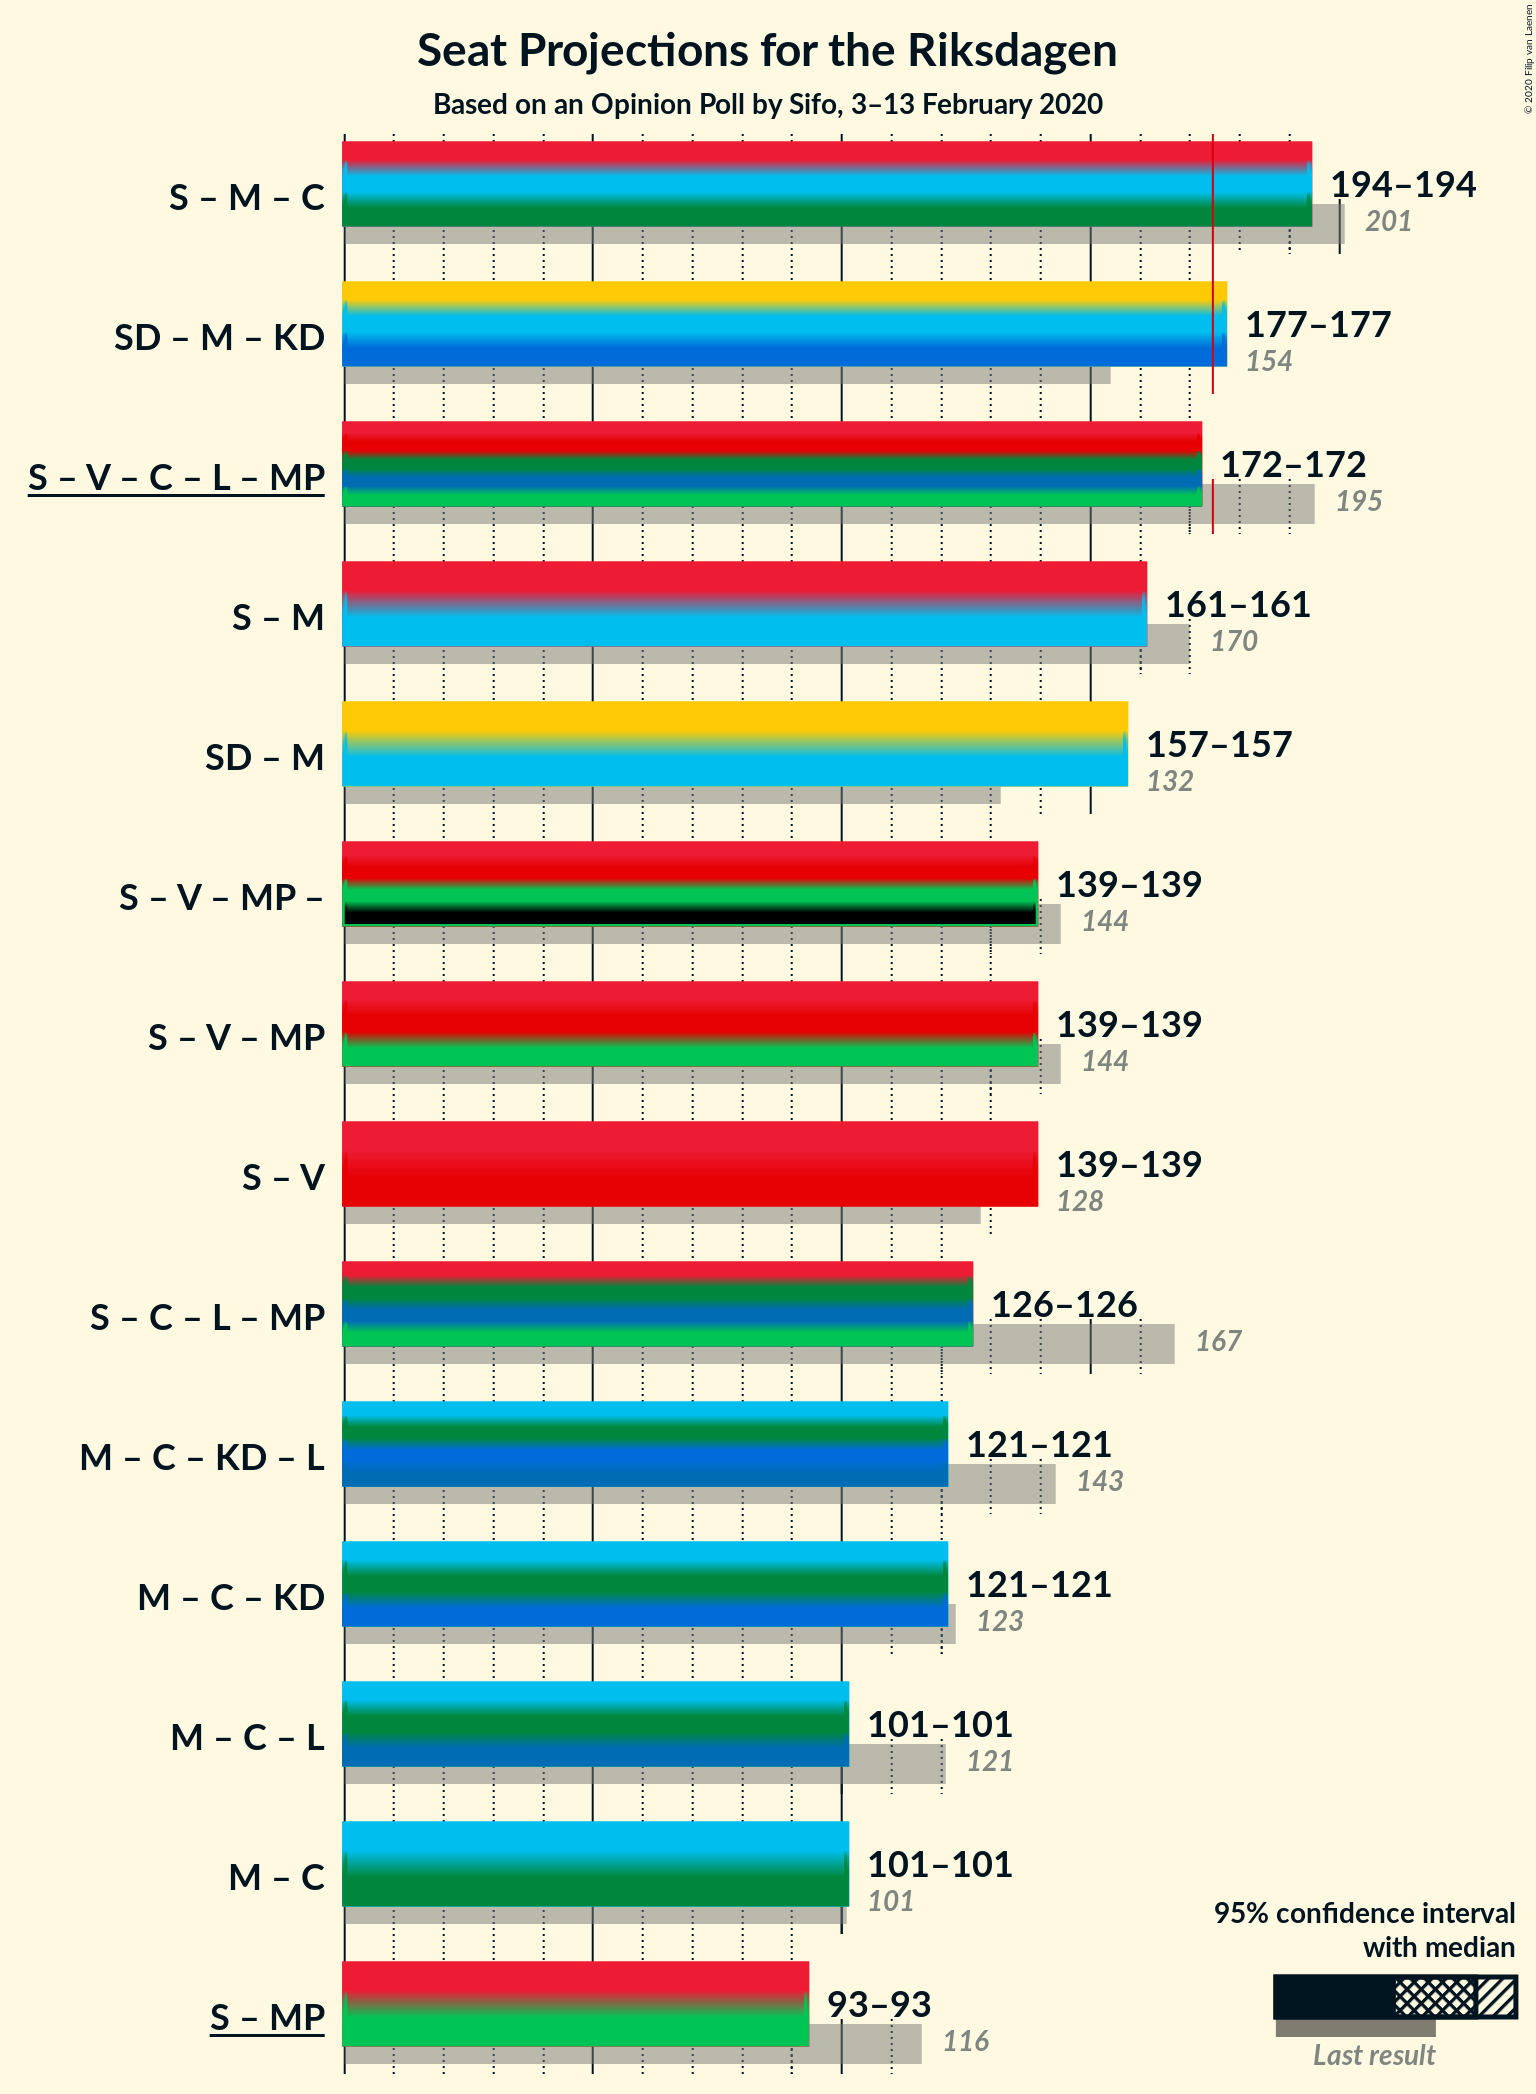 Seat Projections for the Riksdagen
Based on an Opinion Poll by Sifo, 3–13 February 2020
© 2020 Filip van Laenen
S – M – C
194–194
201
SD – M – KD
177–177
154
S – V – C – L – MP
172–172
195
S – M
161–161
170
SD – M
157–157
132
S – V – MP –
139–139
144
S – V – MP
139–139
144
S – V
139–139
128
S – C – L – MP
126–126
167
M – C – KD – L
121–121
143
M – C – KD
121–121
123
M – C – L
101–101
121
M – C
101–101
101
S – MP
93–93
116
95% confidence interval
with median
Last result